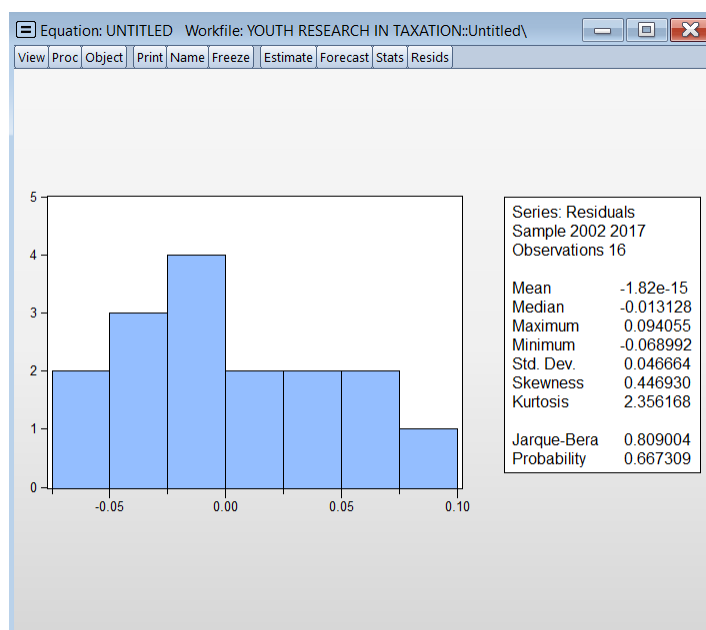 Equation: UNTITLED Workfile: YOUTH RESEARCH IN TAXATION::Untitled\
View Proc Object Print Name Freeze Estimate Forecast Stats Resids
5
4
3
2
1
0
-0.05 0.00 0.05 0.10
Series: Residuals
Sample 2002 2017
Observations 16
Mean -1.82e-15
Median -0.013128
Maximum 0.094055
Minimum -0.068992
Std. Dev. 0.046664
Skewness 0.446930
Kurtosis 2.356168
Jarque-Bera 0.809004
Probability 0.667309